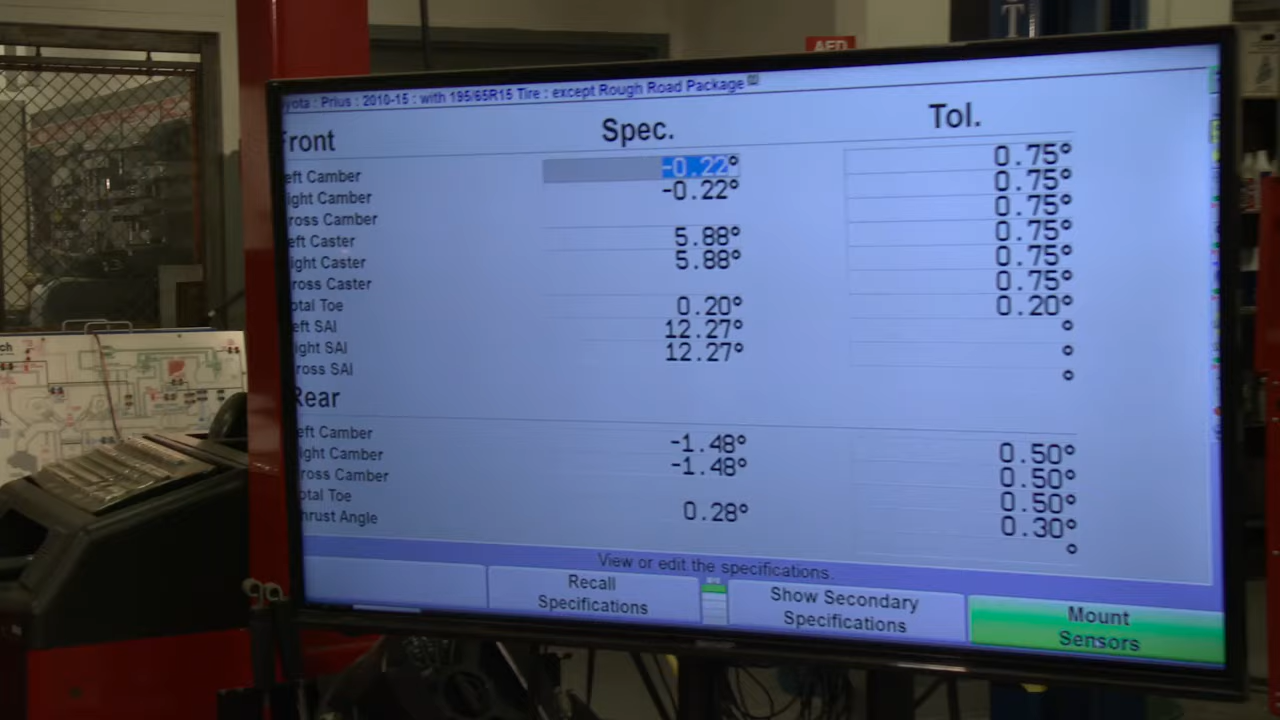 oyota : Prius : 2010-15 : with 195/65R15 Tire : except Rough Road Package
AED
T
ch
Front Spec. Tol.
eft Camber -0.22° 0.75°
ight Camber -0.22° 0.75°
ross Camber 0.75°
eft Caster 5.88° 0.75°
ight Caster 5.88° 0.75°
ross Caster 0.75°
otal Toe 0.20° 0.20°
eft SAI 12.27° °
ight SAI 12.27° °
ross SAI °
Rear
eft Camber -1.48° 0.50°
ight Camber -1.48° 0.50°
ross Camber 0.50°
otal Toe 0.28° 0.30°
hrust Angle °
View or edit the specifications.
Recall
Specifications
Show Secondary
Specifications
Mount
Sensors